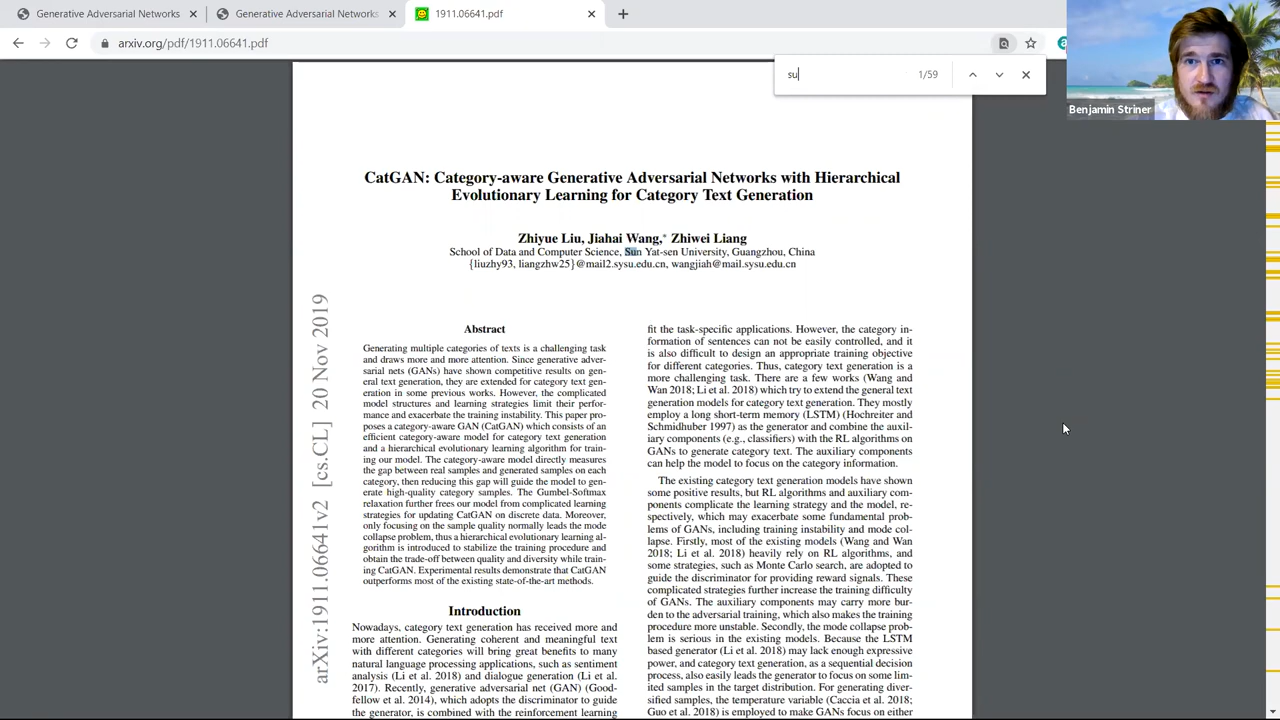 Generative Adversarial Networks
Generative Adversarial Networks
1911.06641.pdf
arxiv.org/pdf/1911.06641.pdf
su
1/59
Benjamin Striner
CatGAN: Category-aware Generative Adversarial Networks with Hierarchical
Evolutionary Learning for Category Text Generation
Zhiyue Liu, Jiahai Wang,* Zhiwei Liang
School of Data and Computer Science, Sun Yat-sen University, Guangzhou, China
{liuzhy93, liangzhw25}@mail2.sysu.edu.cn, wangjiah@mail.sysu.edu.cn
arXiv:1911.06641v2 [cs.CL] 20 Nov 2019
Abstract
Generating multiple categories of texts is a challenging task
and draws more and more attention. Since generative adver-
sarial nets (GANs) have shown competitive results on gen-
eral text generation, they are extended for category text gen-
eration in some previous works. However, the complicated
model structures and learning strategies limit their perfor-
mance and exacerbate the training instability. This paper pro-
poses a category-aware GAN (CatGAN) which consists of an
efficient category-aware model for category text generation
and a hierarchical evolutionary learning algorithm for train-
ing our model. The category-aware model directly measures
the gap between real samples and generated samples on each
category, then reducing this gap will guide the model to gen-
erate high-quality category samples. The Gumbel-Softmax
relaxation further frees our model from complicated learning
strategies for updating CatGAN on discrete data. Moreover,
only focusing on the sample quality normally leads the mode
collapse problem, thus a hierarchical evolutionary learning al-
gorithm is introduced to stabilize the training procedure and
obtain the trade-off between quality and diversity while train-
ing CatGAN. Experimental results demonstrate that CatGAN
outperforms most of the existing state-of-the-art methods.
Introduction
Nowadays, category text generation has received more and
more attention. Generating coherent and meaningful text
with different categories will bring great benefits to many
natural language processing applications, such as sentiment
analysis (Li et al. 2018) and dialogue generation (Li et al.
2017). Recently, generative adversarial net (GAN) (Good-
fellow et al. 2014), which adopts the discriminator to guide
the generator, is combined with the reinforcement learning
fit the task-specific applications. However, the category in-
formation of sentences can not be easily controlled, and it
is also difficult to design an appropriate training objective
for different categories. Thus, category text generation is a
more challenging task. There are a few works (Wang and
Wan 2018; Li et al. 2018) which try to extend the general text
generation models for category text generation. They mostly
employ a long short-term memory (LSTM) (Hochreiter and
Schmidhuber 1997) as the generator and combine the auxil-
iary components (e.g., classifiers) with the RL algorithms on
GANs to generate category text. The auxiliary components
can help the model to focus on the category information.
The existing category text generation models have shown
some positive results, but RL algorithms and auxiliary com-
ponents complicate the learning strategy and the model, re-
spectively, which may exacerbate some fundamental prob-
lems of GANs, including training instability and mode col-
lapse. Firstly, most of the existing models (Wang and Wan
2018; Li et al. 2018) heavily rely on RL algorithms, and
some strategies, such as Monte Carlo search, are adopted to
guide the discriminator for providing reward signals. These
complicated strategies further increase the training difficulty
of GANs. The auxiliary components may carry more bur-
den to the adversarial training, which also makes the training
procedure more unstable. Secondly, the mode collapse prob-
lem is serious in the existing models. Because the LSTM
based generator (Li et al. 2018) may lack enough expressive
power, and category text generation, as a sequential decision
process, also easily leads the generator to focus on some lim-
ited samples in the target distribution. For generating diver-
sified samples, the temperature variable (Caccia et al. 2018;
Guo et al. 2018) is employed to make GANs focus on either